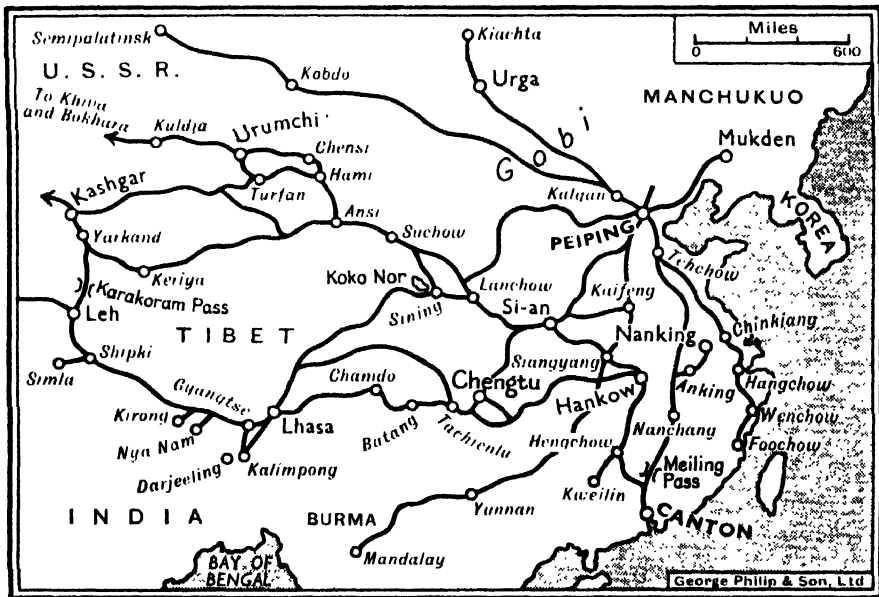 Miles
0 600
Semipalatinsk
Kiachta
U. S. S. R.
Kobdo
Urga
MANCHUKUO
To Khiva
and Bokhara
Kuldja
Urumchi
Chensi
Gobi
Mukden
Turfan
Hami
Kashgar
Kalgan
KOREA
Ansi
Suchow
PEIPING
Yarkand
Tehchow
Keriya
Koko Nor
Lanchow
Kaifeng
Karakoram Pass
Sining
Si-an
Chinkiang
Leh
TIBET
Nanking
Shipki
Siangyang
Simla
Chamdo
Chengtu
Anking
Hangchow
Gyangtse
Hankow
Wenchow
Kirong
Lhasa
Batang
Tachienlu
Hengchow
Nanchang
Foochow
Nya Nam
Darjeeling
Kalimpong
Meiling
Pass
Kweilin
INDIA
BURMA
Yunnan
CANTON
Mandalay
BAY OF
BENGAL
George Philip & Son, Ltd